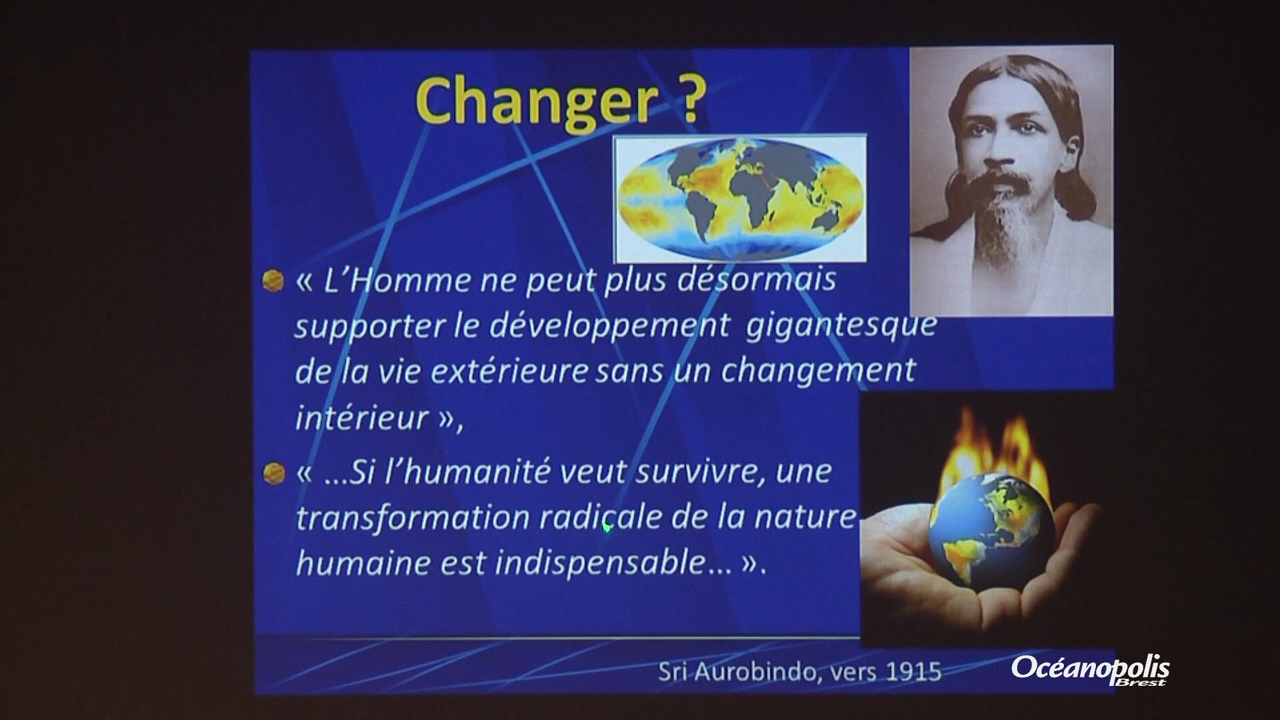 Changer ?
« L’Homme ne peut plus désormais
supporter le développement gigantesque
de la vie extérieure sans un changement
intérieur »,
« …Si l’humanité veut survivre, une
transformation radicale de la nature
humaine est indispensable… ».
Sri Aurobindo, vers 1915
Océanopolis
Brest